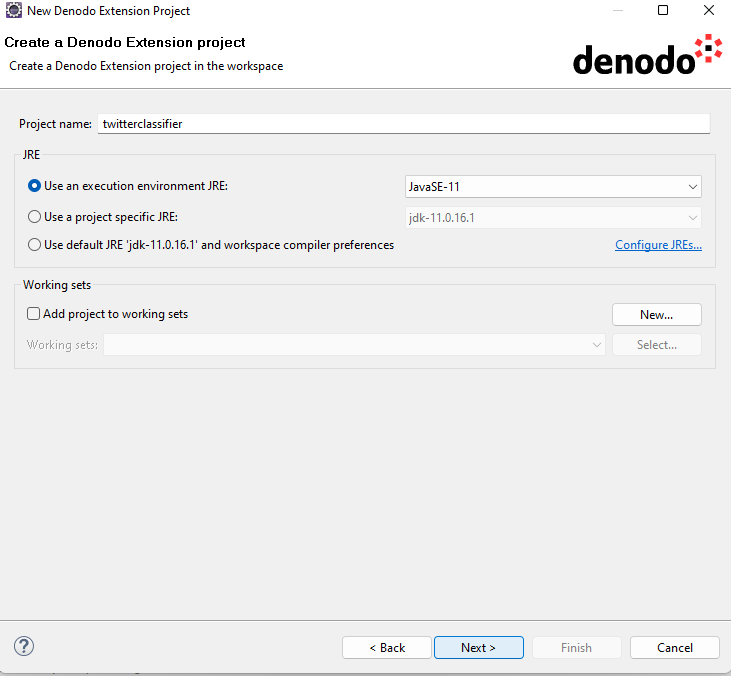 New Denodo Extension Project
Create a Denodo Extension project
Create a Denodo Extension project in the workspace
denodo
Project name: twitterclassifier
JRE
Use an execution environment JRE: JavaSE-11
Use a project specific JRE: jdk-11.0.16.1
Use default JRE 'jdk-11.0.16.1' and workspace compiler preferences Configure JREs...
Working sets
Add project to working sets New...
Working sets: Select...
? < Back Next > Finish Cancel